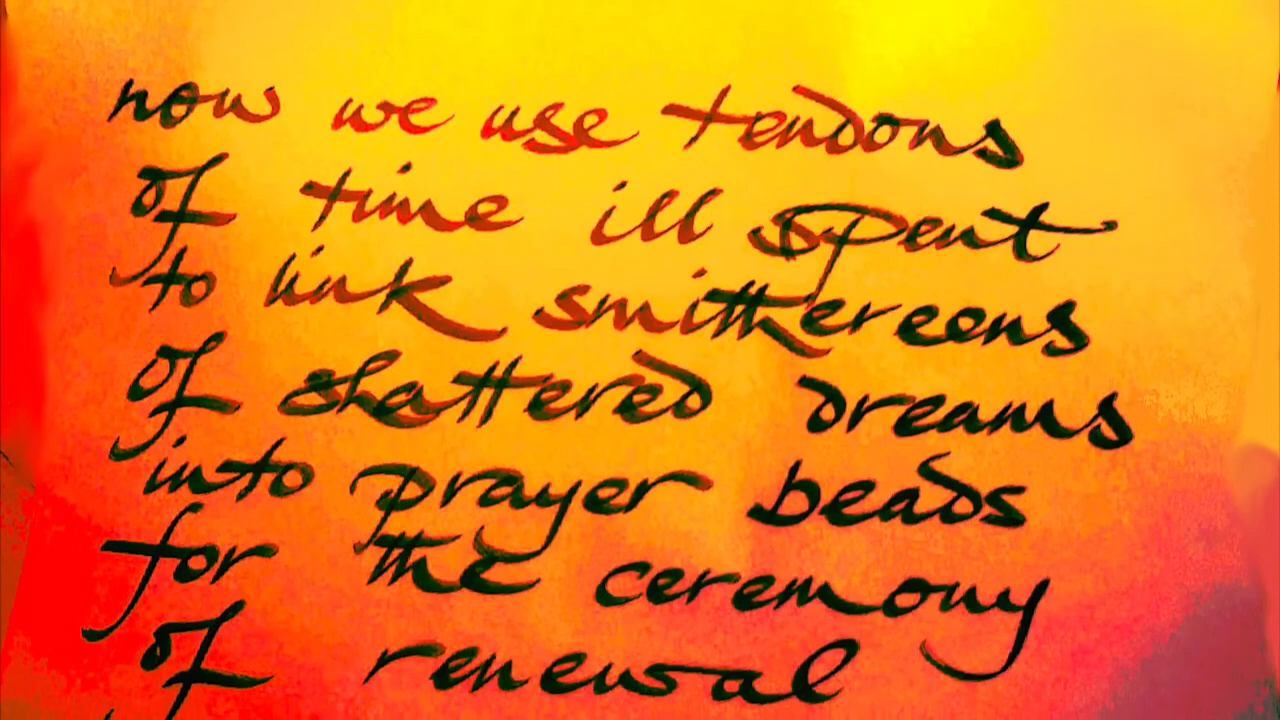 now we use tendons
of time ill spent
to link smithereens
of shattered dreams
into prayer beads
for the ceremony
of renewal